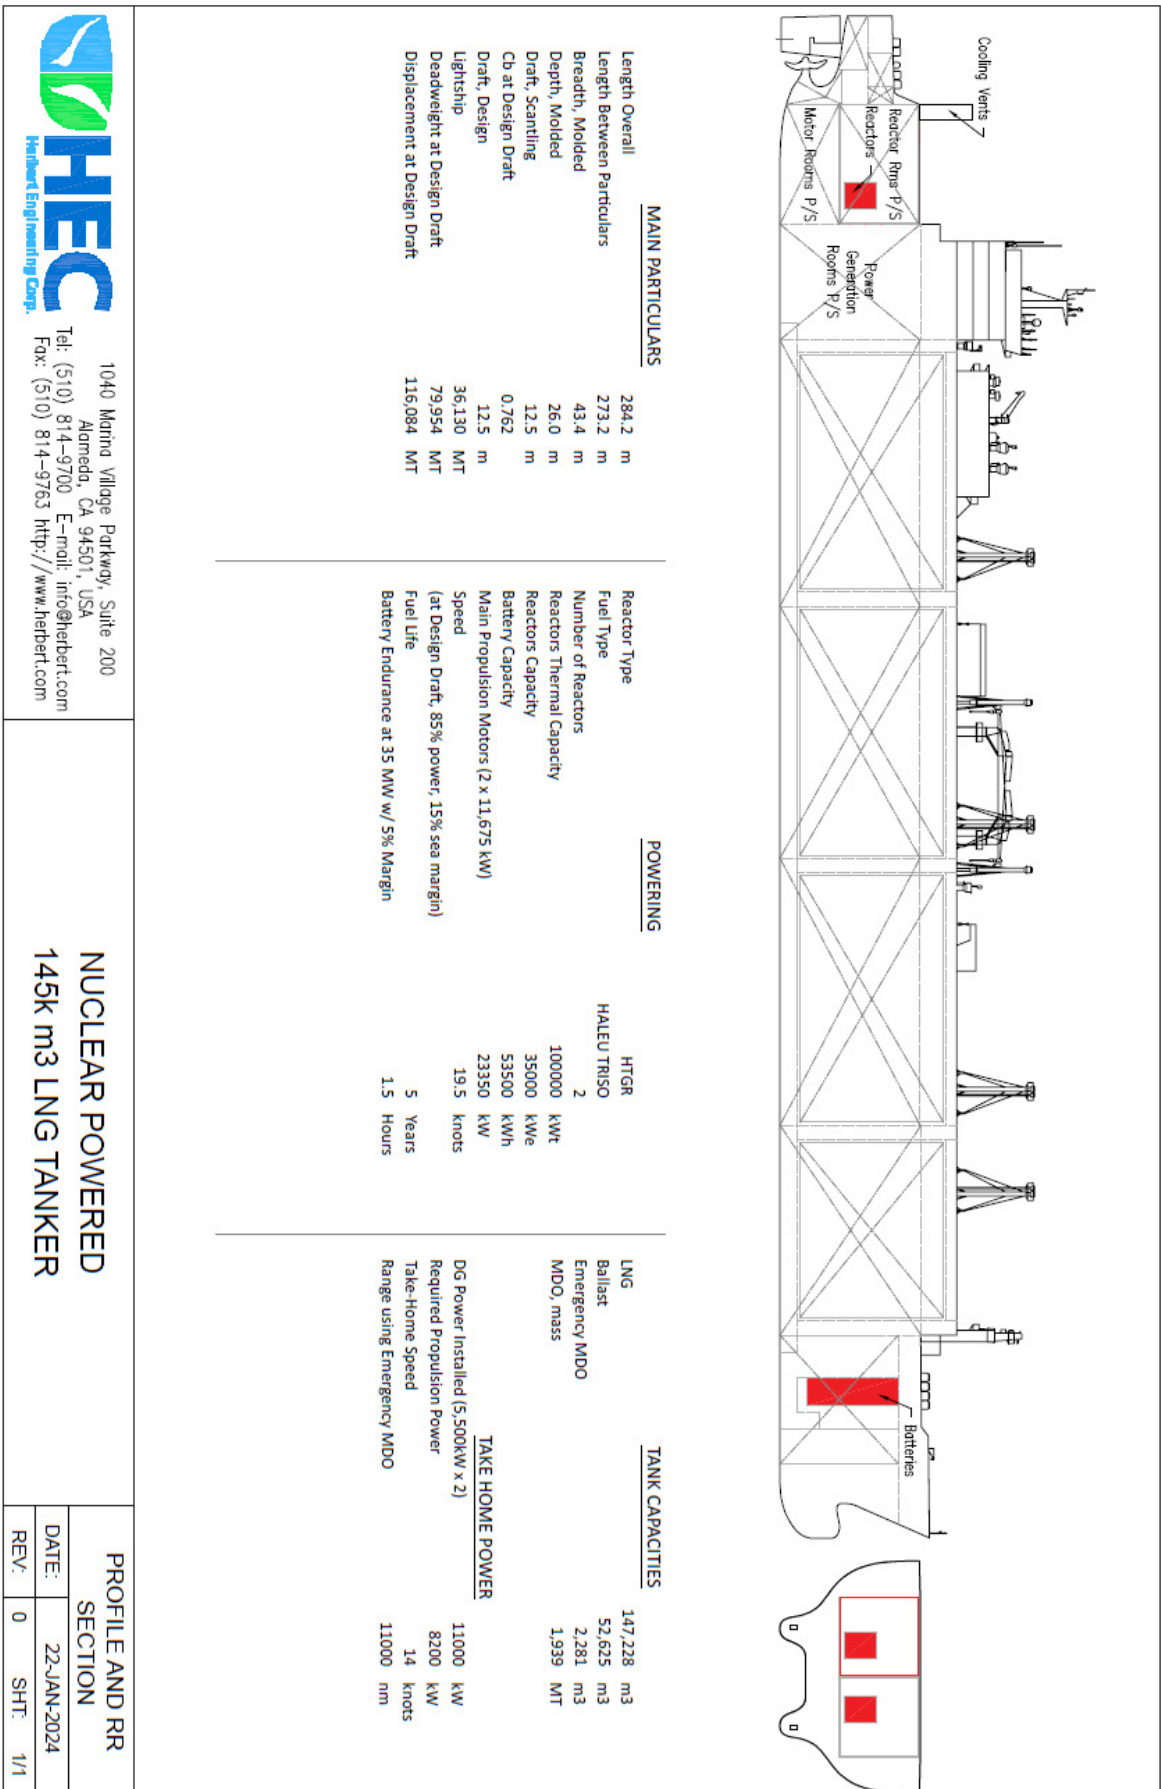 Cooling Vents
Reactor Rms P/S
Reactors
Motor Rooms P/S
Power
Generation
Rooms P/S
Batteries
MAIN PARTICULARS
Length Overall 284.2 m
Length Between Particulars 273.2 m
Breadth, Molded 43.4 m
Depth, Molded 26.0 m
Draft, Scantling 12.5 m
Cb at Design Draft 0.762
Draft, Design 12.5 m
Lightship 36,130 MT
Deadweight at Design Draft 79,954 MT
Displacement at Design Draft 116,084 MT
POWERING
Reactor Type HTGR
Fuel Type HALEU TRISO
Number of Reactors 2
Reactors Thermal Capacity 100000 kWt
Reactors Capacity 35000 kWe
Battery Capacity 53500 kWh
Main Propulsion Motors (2 x 11,675 kW) 23350 kW
Speed 19.5 knots
(at Design Draft, 85% power, 15% sea margin)
Fuel Life 5 Years
Battery Endurance at 35 MW w/ 5% Margin 1.5 Hours
TANK CAPACITIES
LNG 147,228 m3
Ballast 52,625 m3
Emergency MDO 2,281 m3
MDO, mass 1,939 MT
TAKE HOME POWER
DG Power Installed (5,500kW x 2) 11000 kW
Required Propulsion Power 8200 kW
Take-Home Speed 14 knots
Range using Emergency MDO 11000 nm
HEC
Herbert Engineering Corp.
1040 Marina Village Parkway, Suite 200
Alameda, CA 94501, USA
Tel: (510) 814-9700 E-mail: info@herbert.com
Fax: (510) 814-9763 http://www.herbert.com
NUCLEAR POWERED
145k m3 LNG TANKER
PROFILE AND RR
SECTION
DATE: 22-JAN-2024
REV: 0 SHT: 1/1